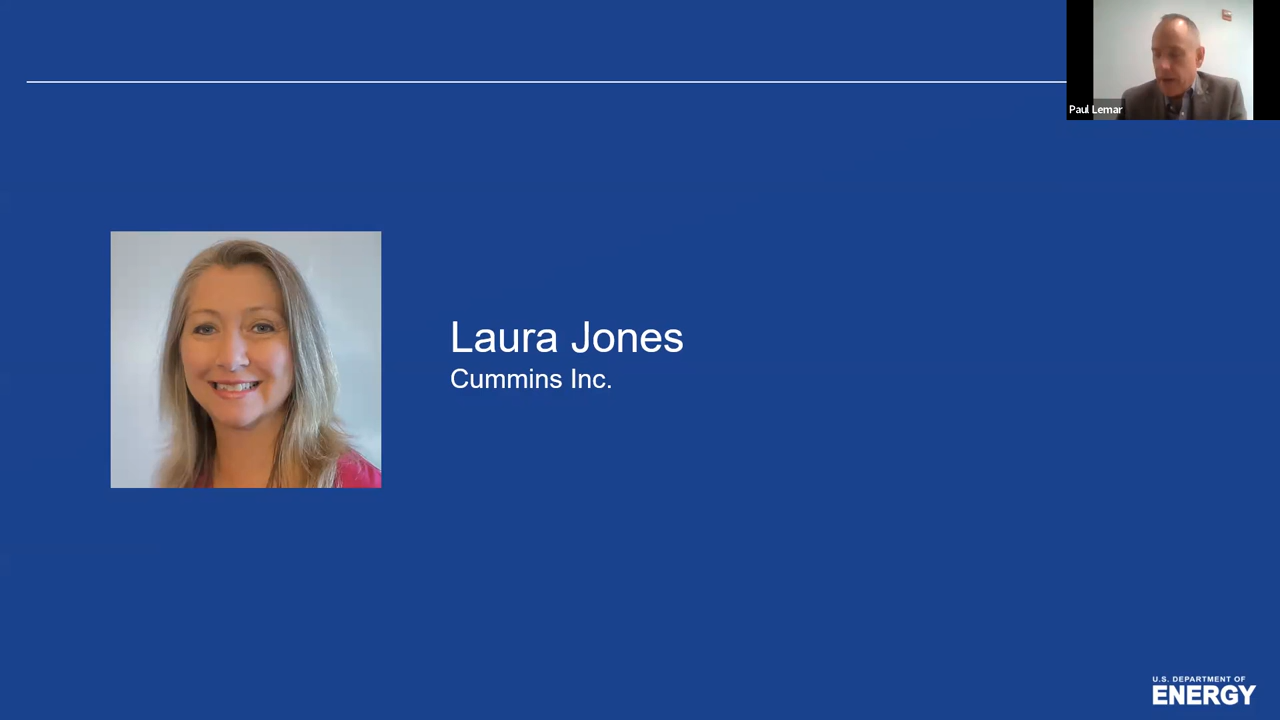 Paul Lemar
Laura Jones
Cummins Inc.
U.S. DEPARTMENT OF
ENERGY